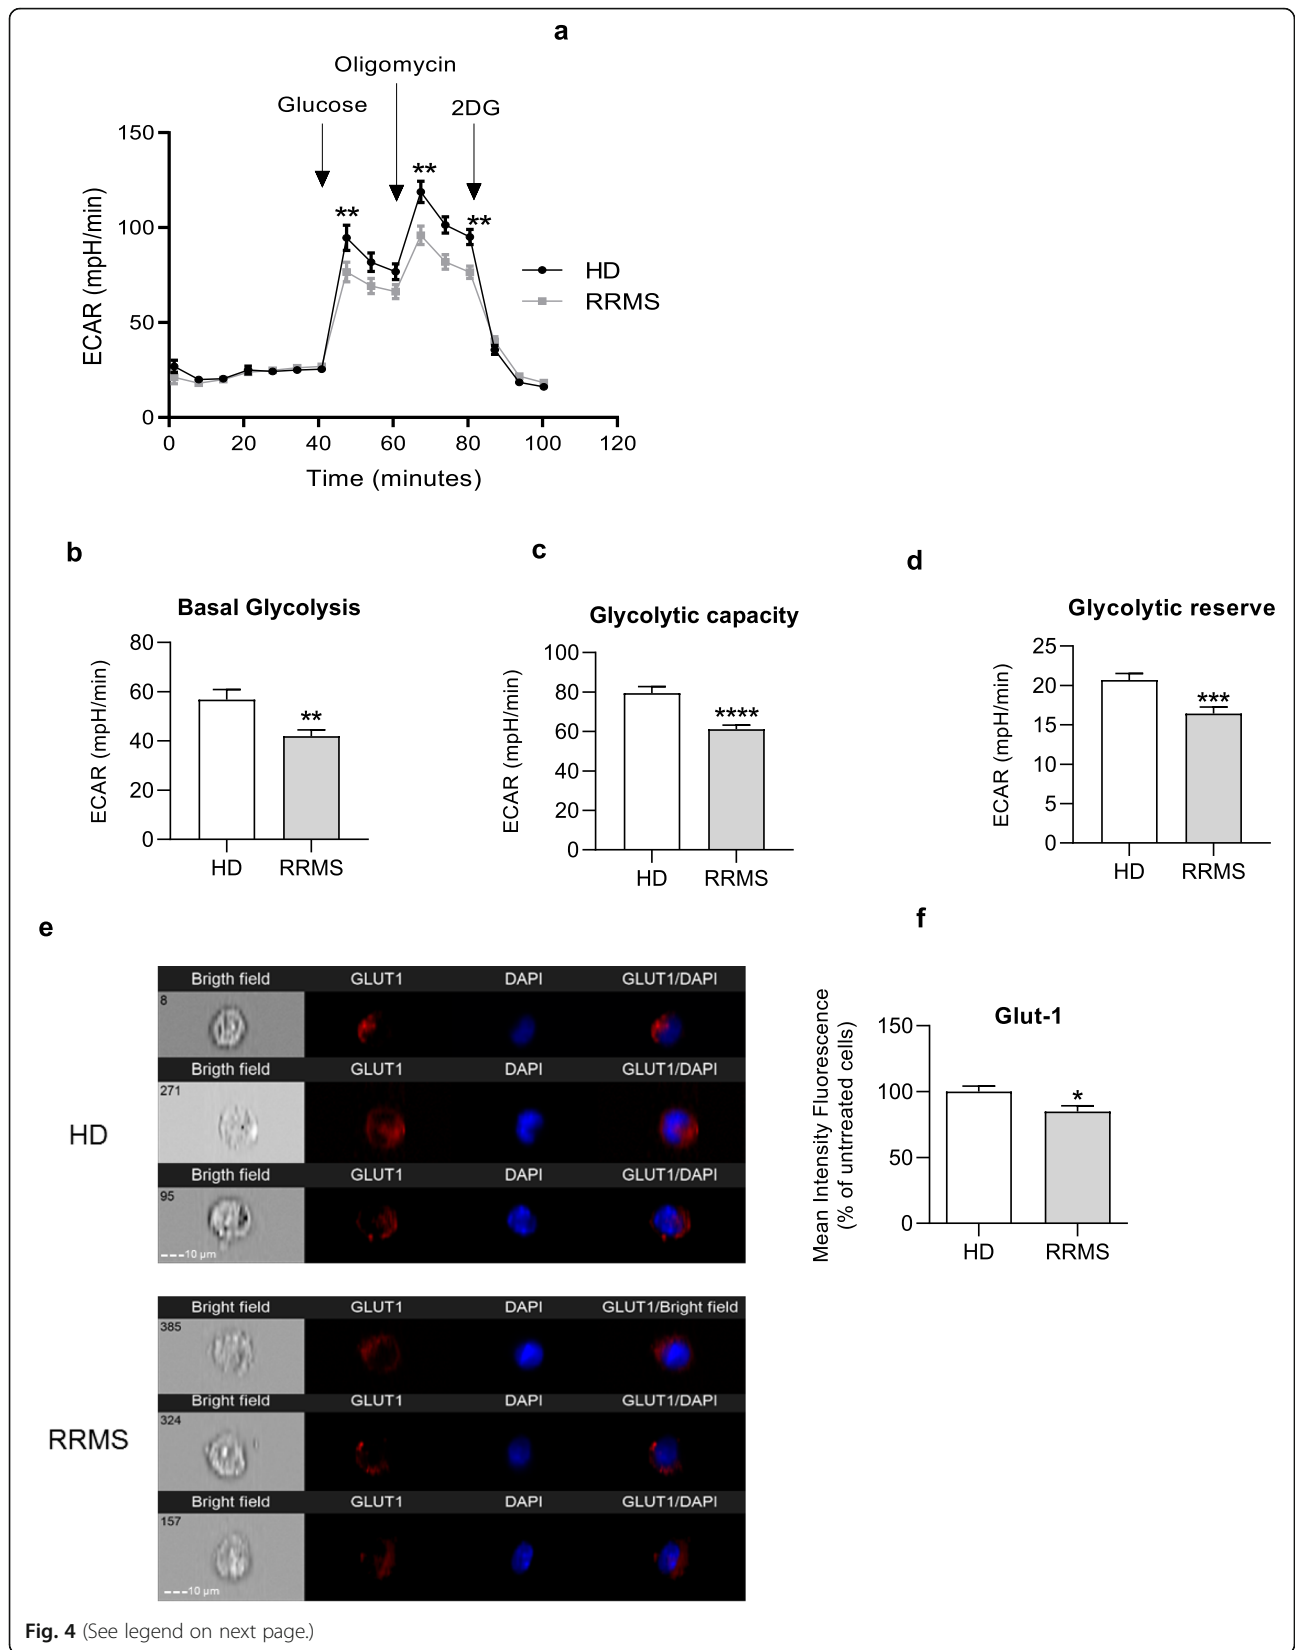 a
Oligomycin
Glucose
2DG
**
**
**
150
100
50
0
ECAR (mpH/min)
HD
RRMS
0 20 40 60 80 100 120
Time (minutes)
b
Basal Glycolysis
80
60
40
20
0
ECAR (mpH/min)
**
HD RRMS
c
Glycolytic capacity
100
80
60
40
20
0
ECAR (mpH/min)
****
HD RRMS
d
Glycolytic reserve
25
20
15
10
5
0
ECAR (mpH/min)
***
HD RRMS
e
HD
Brigth field GLUT1 DAPI GLUT1/DAPI
8
Brigth field GLUT1 DAPI GLUT1/DAPI
271
Brigth field GLUT1 DAPI GLUT1/DAPI
95
10 µm
RRMS
Bright field GLUT1 DAPI GLUT1/Bright field
385
Bright field GLUT1 DAPI GLUT1/DAPI
324
Bright field GLUT1 DAPI GLUT1/DAPI
157
10 µm
f
Glut-1
150
100
50
0
Mean Intensity Fluorescence
(% of untrreated cells)
*
HD RRMS
Fig. 4 (See legend on next page.)